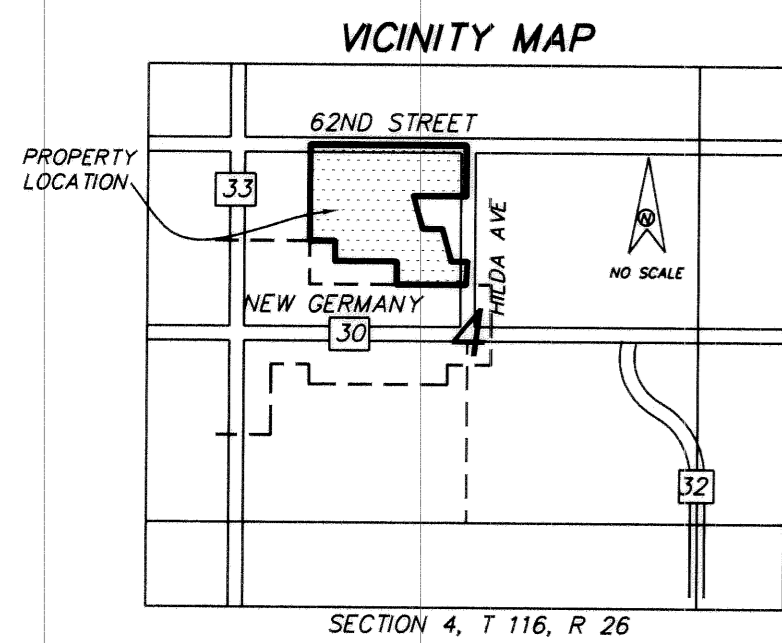 VICINITY MAP
62ND STREET
PROPERTY
LOCATION
33
HILDA AVE
N
NO SCALE
NEW GERMANY
30
4
32
SECTION 4, T 116, R 26